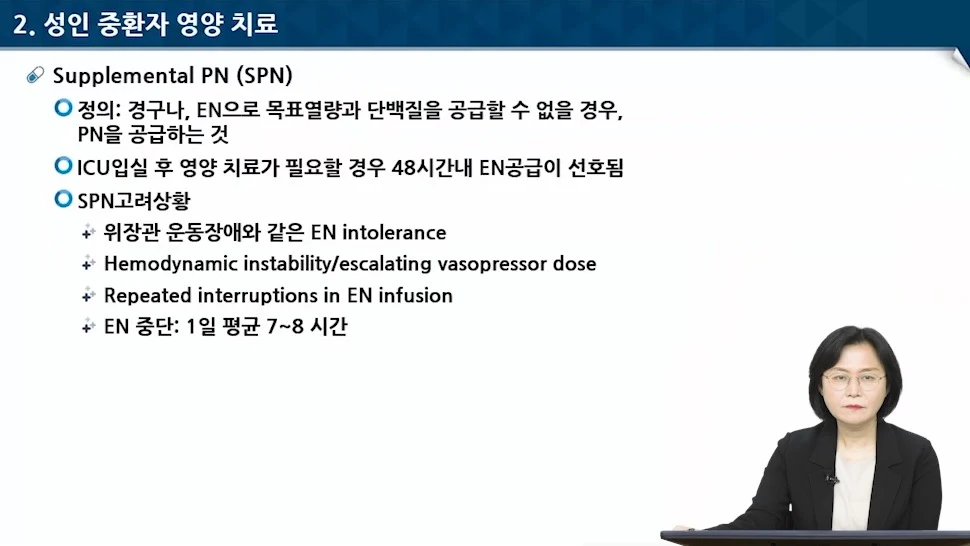 2. 성인 중환자 영양 치료
Supplemental PN (SPN)
정의: 경구나, EN으로 목표열량과 단백질을 공급할 수 없을 경우,
PN을 공급하는 것
ICU입실 후 영양 치료가 필요할 경우 48시간내 EN공급이 선호됨
SPN고려상황
위장관 운동장애와 같은 EN intolerance
Hemodynamic instability/escalating vasopressor dose
Repeated interruptions in EN infusion
EN 중단: 1일 평균 7~8 시간